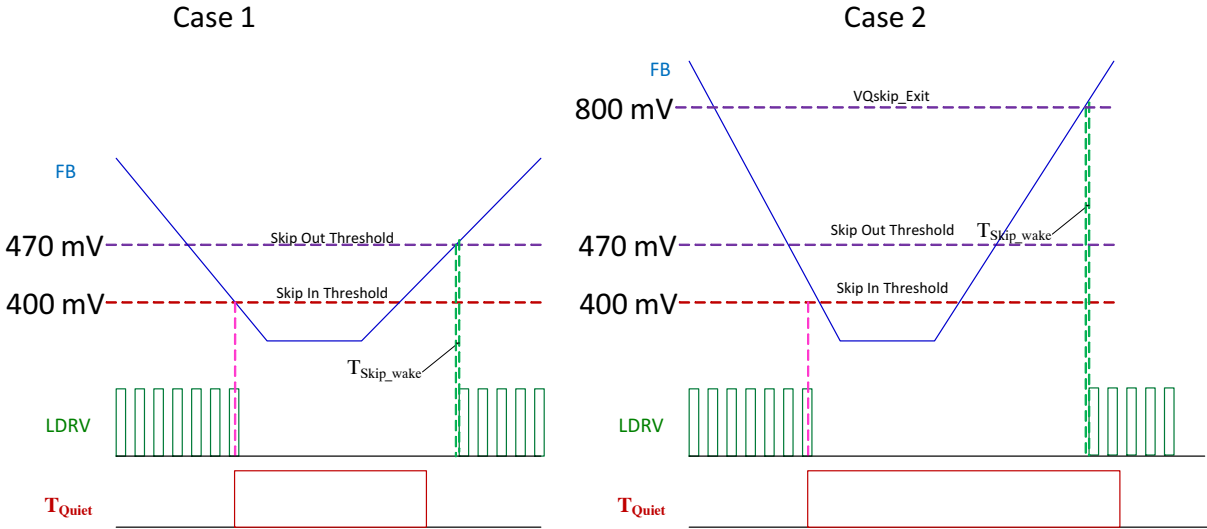 Case 1
FB
470 mV
Skip Out Threshold
400 mV
Skip In Threshold
TSkip_wake
LDRV
TQuiet
Case 2
FB
800 mV
VQskip_Exit
470 mV
Skip Out Threshold
TSkip_wake
400 mV
Skip In Threshold
LDRV
TQuiet